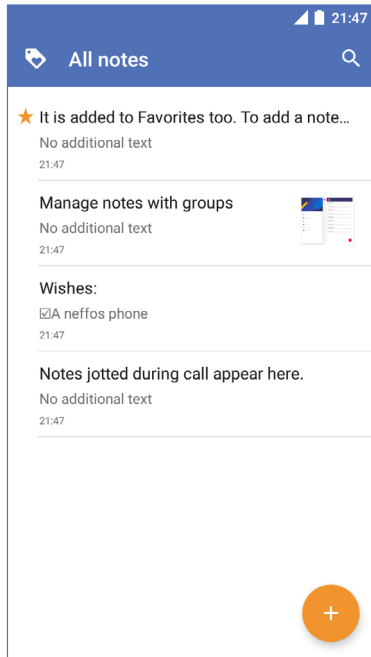 21:47
All notes
It is added to Favorites too. To add a note...
No additional text
21:47
Manage notes with groups
No additional text
21:47
Wishes:
☑A neffos phone
21:47
Notes jotted during call appear here.
No additional text
21:47
+